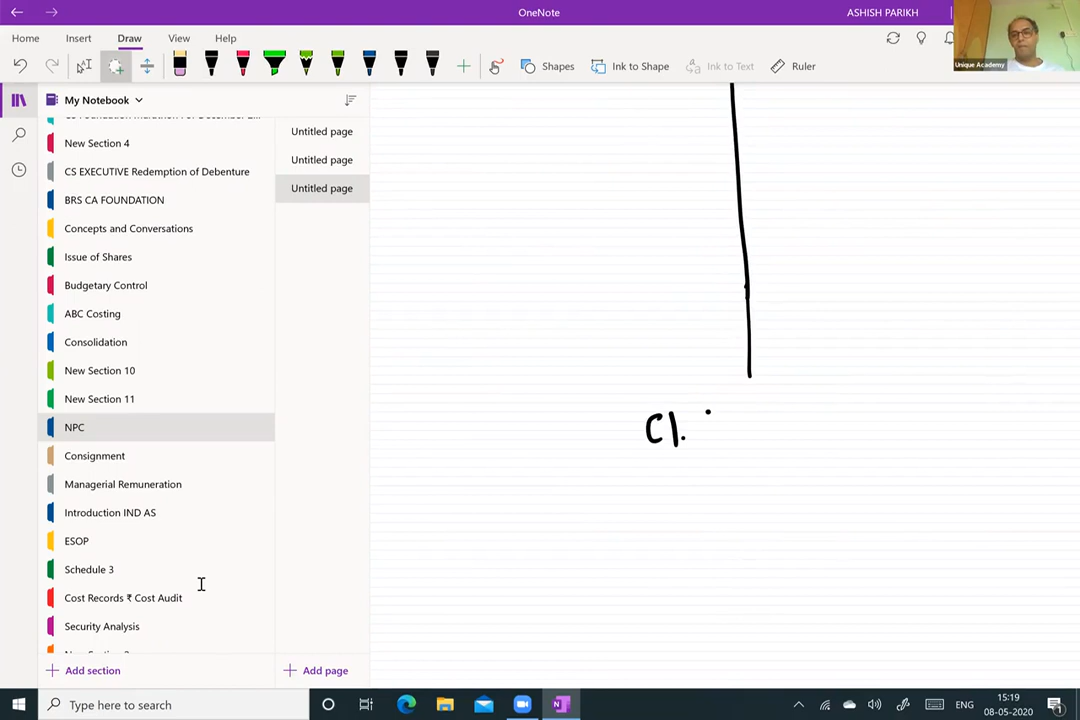 OneNote
ASHISH PARIKH
Unique Academy
Home
Insert
Draw
View
Help
Shapes
Ink to Shape
Ink to Text
Ruler
My Notebook
New Section 4
CS EXECUTIVE Redemption of Debenture
BRS CA FOUNDATION
Concepts and Conversations
Issue of Shares
Budgetary Control
ABC Costing
Consolidation
New Section 10
New Section 11
NPC
Consignment
Managerial Remuneration
Introduction IND AS
ESOP
Schedule 3
Cost Records ₹ Cost Audit
Security Analysis
Add section
Untitled page
Untitled page
Untitled page
Add page
Cl.
Type here to search
ENG
15:19
08-05-2020
1